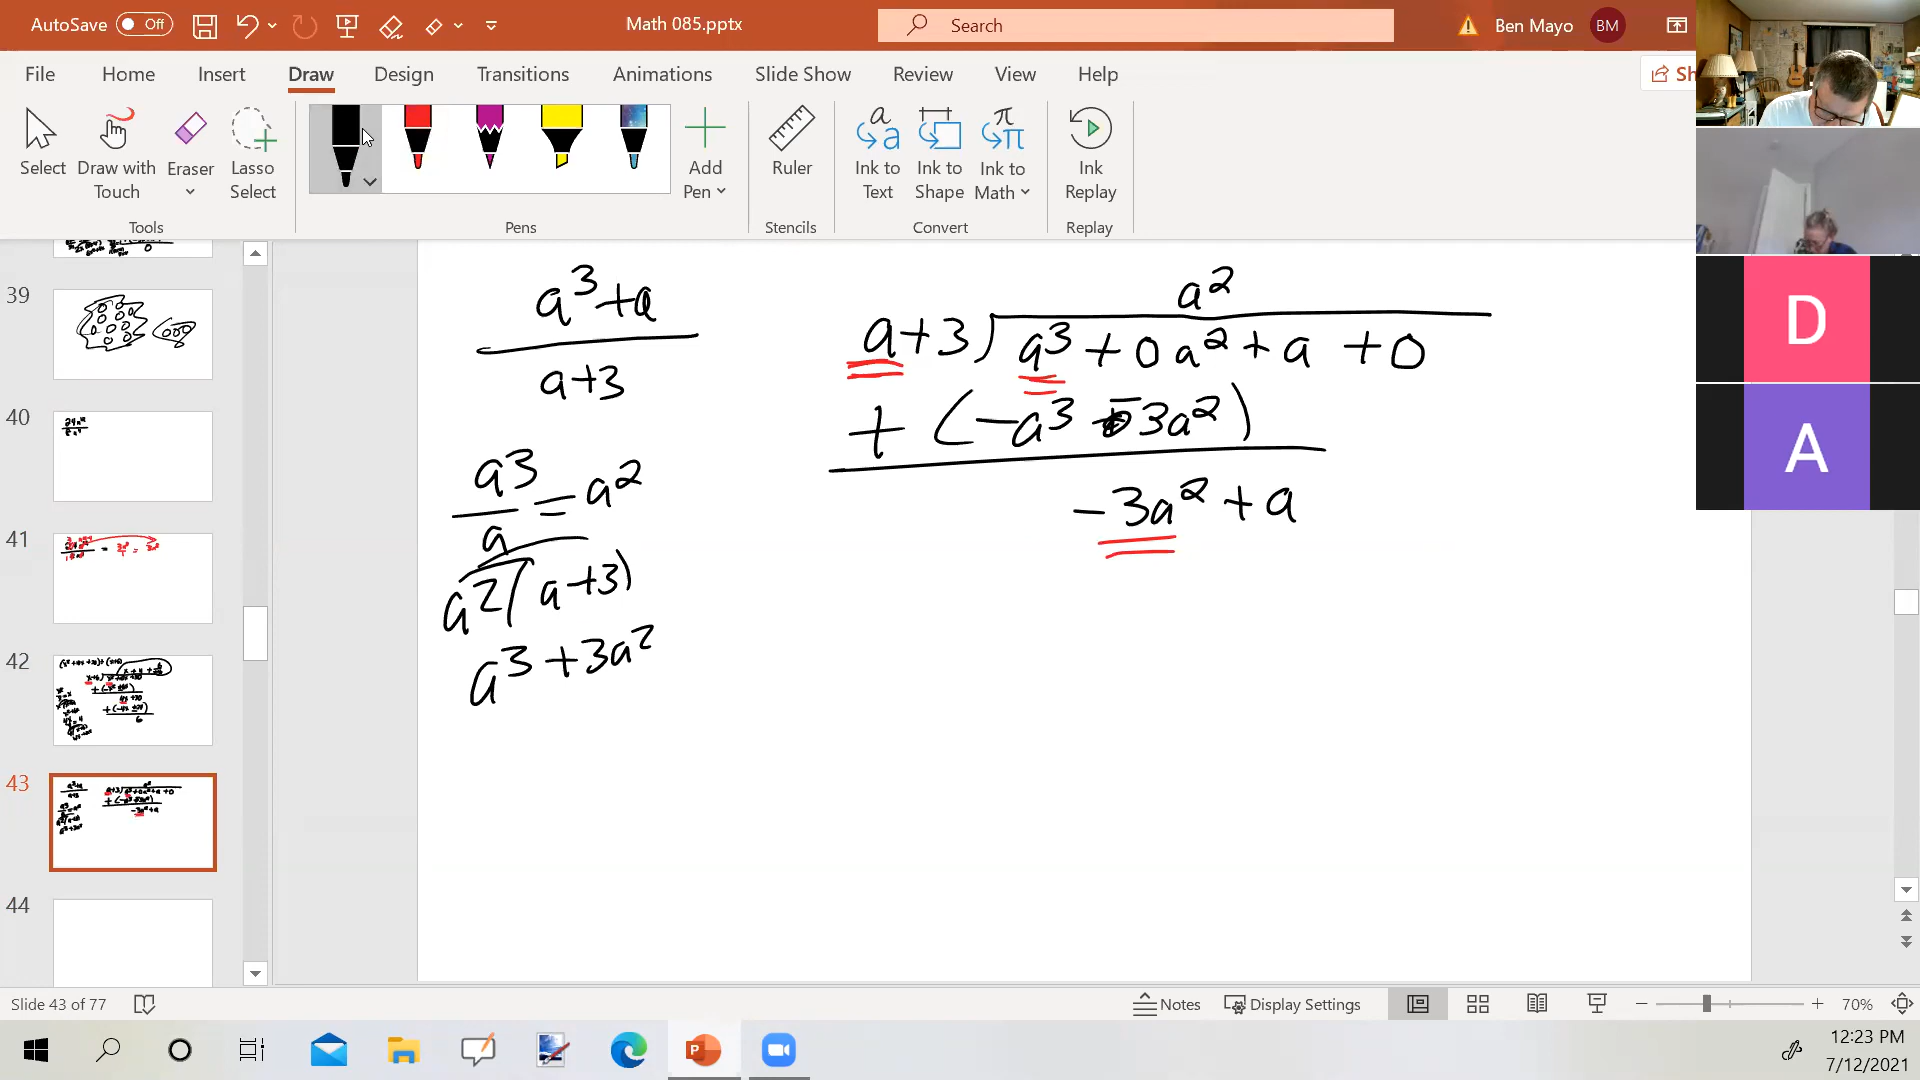 AutoSave Off Math 085.pptx Search Ben Mayo BM
File Home Insert Draw Design Transitions Animations Slide Show Review View Help Sh
Select Draw with Touch Eraser Lasso Select Add Pen Ruler Ink to Text Ink to Shape Ink to Math Ink Replay
Tools Pens Stencils Convert Replay
39
40
41
42
43
44
a³+a
a+3
a³
a
= a²
a²(a+3)
a³+3a²
a²
a+3)a³+0a²+a+0
+(-a³-3a²)
-3a²+a
D
A
Slide 43 of 77 Notes Display Settings 70%
12:23 PM
7/12/2021